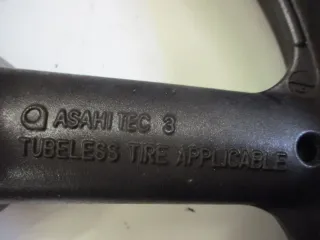 ASAHI TEC 3
TUBELESS TIRE APPLICABLE